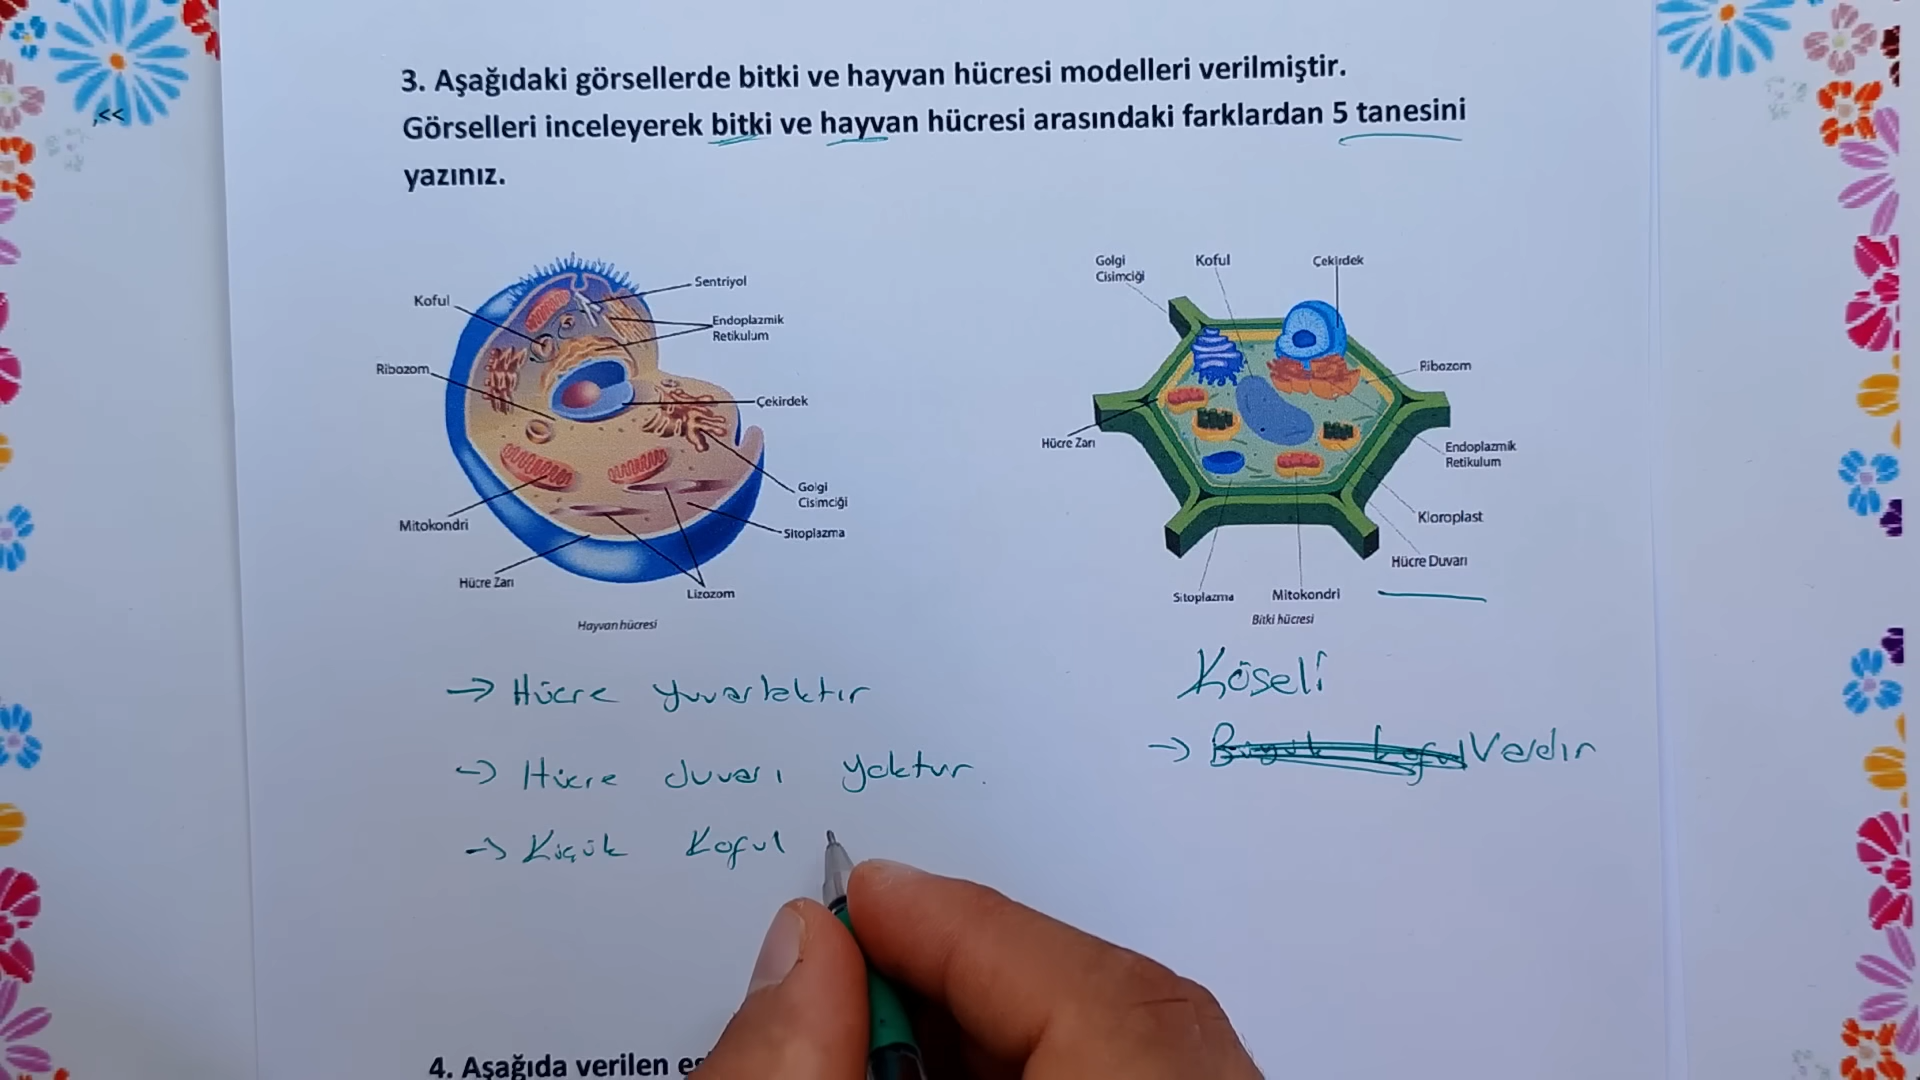 3. Aşağıdaki görsellerde bitki ve hayvan hücresi modelleri verilmiştir.
Görselleri inceleyerek bitki ve hayvan hücresi arasındaki farklardan 5 tanesini
yazınız.
<<
Koful
Sentriyol
Endoplazmik
Retikulum
Ribozom
Çekirdek
Golgi
Cisimciği
Mitokondri
Sitoplazma
Hücre Zarı
Lizozom
Hayvan hücresi
Golgi
Cisimciği
Koful
Çekirdek
Ribozom
Hücre Zarı
Endoplazmik
Retikulum
Kloroplast
Hücre Duvarı
Sitoplazma
Mitokondri
Bitki hücresi
→ Hücre yuvarlaktır
Köşeli
→ Hücre duvarı yoktur.
→ Vardır
→ Küçük Koful
4. Aşağıda verilen